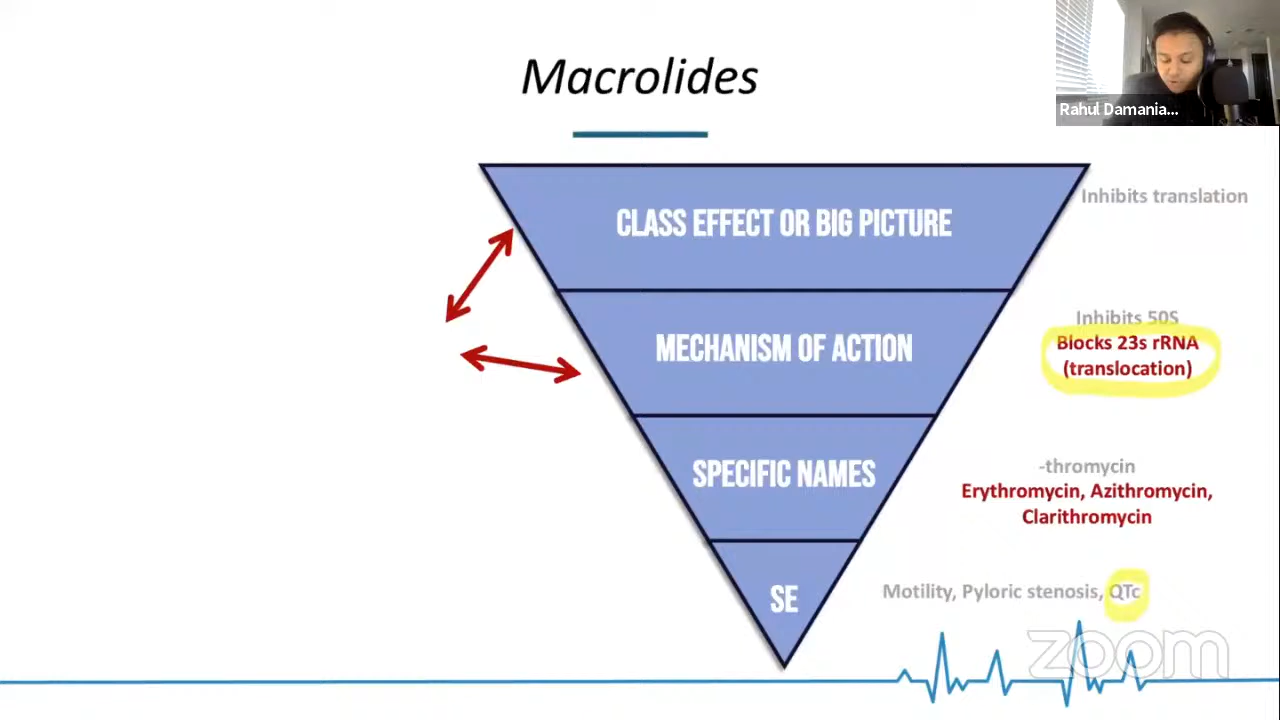 Macrolides
Rahul Damania...
CLASS EFFECT OR BIG PICTURE
Inhibits translation
MECHANISM OF ACTION
Inhibits 50S
Blocks 23s rRNA
(translocation)
SPECIFIC NAMES
-thromycin
Erythromycin, Azithromycin,
Clarithromycin
SE
Motility, Pyloric stenosis, QTc
zoom